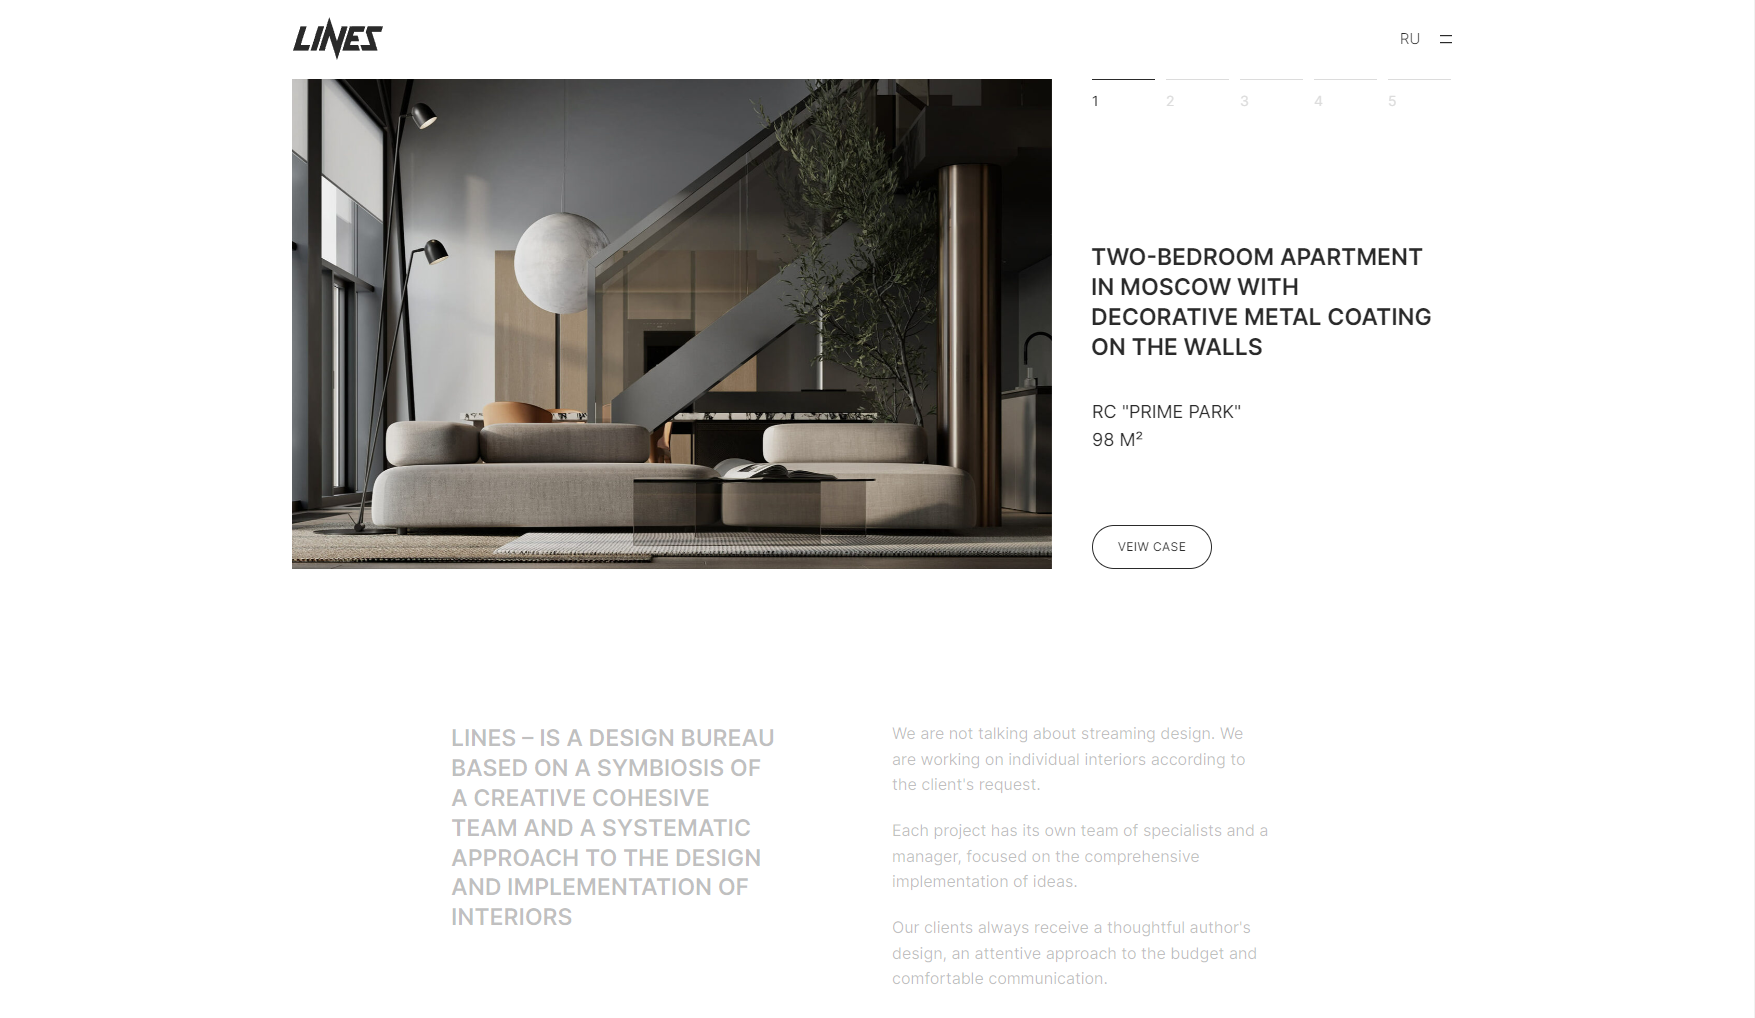 LINES
RU
1
2
3
4
5
TWO-BEDROOM APARTMENT
IN MOSCOW WITH
DECORATIVE METAL COATING
ON THE WALLS
RC "PRIME PARK"
98 M²
VEIW CASE
LINES – IS A DESIGN BUREAU
BASED ON A SYMBIOSIS OF
A CREATIVE COHESIVE
TEAM AND A SYSTEMATIC
APPROACH TO THE DESIGN
AND IMPLEMENTATION OF
INTERIORS
We are not talking about streaming design. We
are working on individual interiors according to
the client's request.
Each project has its own team of specialists and a
manager, focused on the comprehensive
implementation of ideas.
Our clients always receive a thoughtful author's
design, an attentive approach to the budget and
comfortable communication.